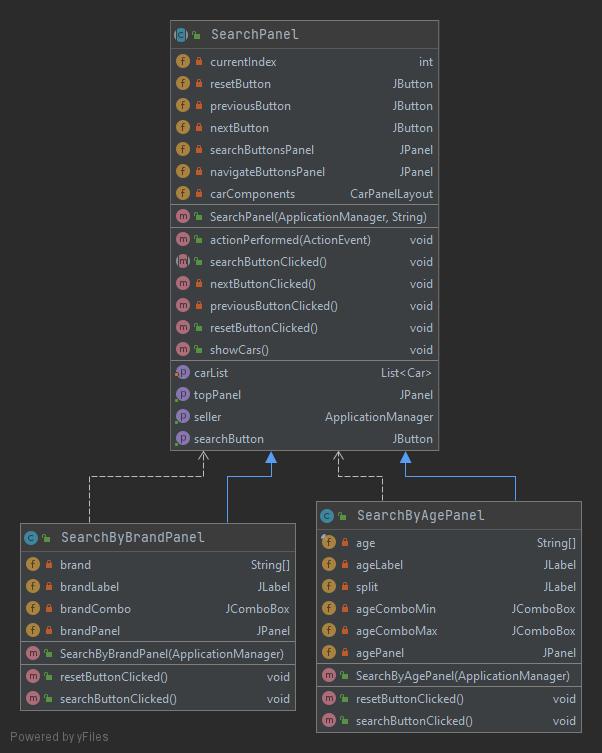 SearchPanel
currentIndex int
resetButton JButton
previousButton JButton
nextButton JButton
searchButtonsPanel JPanel
navigateButtonsPanel JPanel
carComponents CarPanelLayout
SearchPanel(ApplicationManager, String)
actionPerformed(ActionEvent) void
searchButtonClicked() void
nextButtonClicked() void
previousButtonClicked() void
resetButtonClicked() void
showCars() void
carList List<Car>
topPanel JPanel
seller ApplicationManager
searchButton JButton
SearchByBrandPanel
brand String[]
brandLabel JLabel
brandCombo JComboBox
brandPanel JPanel
SearchByBrandPanel(ApplicationManager)
resetButtonClicked() void
searchButtonClicked() void
SearchByAgePanel
age String[]
ageLabel JLabel
split JLabel
ageComboMin JComboBox
ageComboMax JComboBox
agePanel JPanel
SearchByAgePanel(ApplicationManager)
resetButtonClicked() void
searchButtonClicked() void
Powered by yFiles